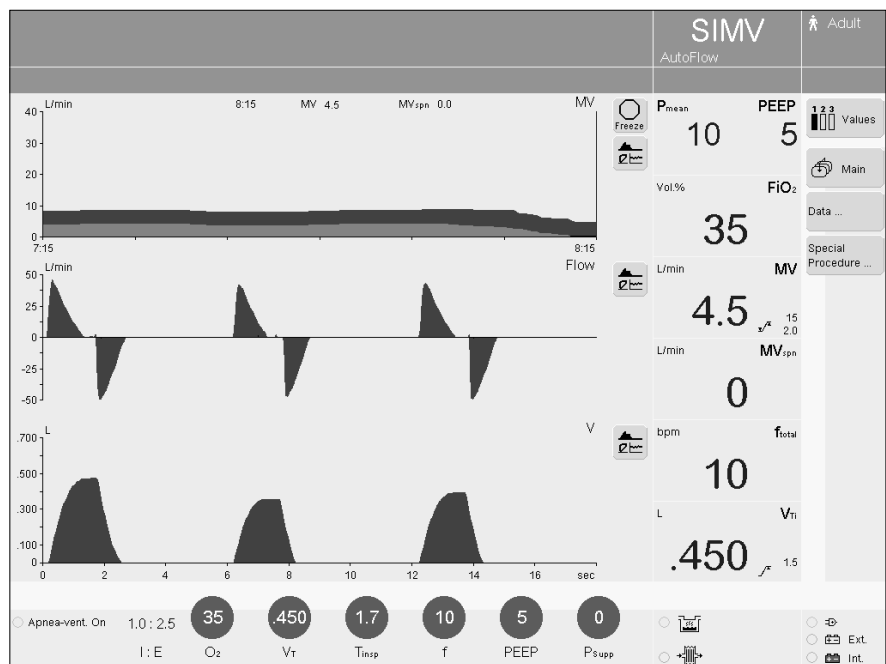 SIMV
AutoFlow
Adult
L/min 8:15 MV 4.5 MVspn 0.0 MV
40
30
20
10
0
7:15 8:15
Freeze
L/min Flow
50
25
0
-25
-50
L V
.700
.500
.300
.100
0
0 2 4 6 8 10 12 14 16 sec
Pmean PEEP
10 5
Vol.% FiO2
35
L/min MV
4.5 15
2.0
L/min MVspn
0
bpm ftotal
10
L VTi
.450 1.5
1 2 3
Values
Main
Data ...
Special
Procedure ...
Apnea-vent. On 1.0 : 2.5 35 .450 1.7 10 5 0
I : E O2 VT Tinsp f PEEP Psupp
Ext.
Int.